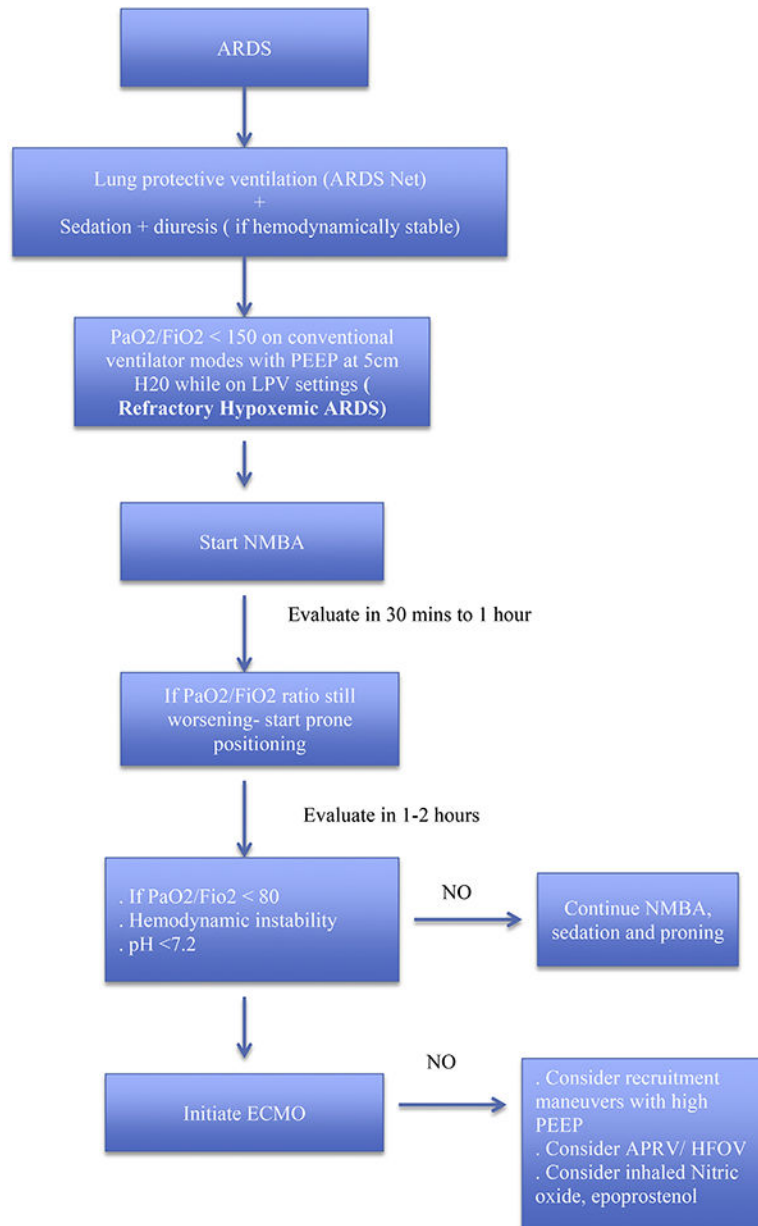 ARDS
Lung protective ventilation (ARDS Net)
+
Sedation + diuresis ( if hemodynamically stable)
PaO2/FiO2 < 150 on conventional
ventilator modes with PEEP at 5cm
H20 while on LPV settings (
Refractory Hypoxemic ARDS)
Start NMBA
Evaluate in 30 mins to 1 hour
If PaO2/FiO2 ratio still
worsening- start prone
positioning
Evaluate in 1-2 hours
. If PaO2/Fio2 < 80
. Hemodynamic instability
. pH <7.2
NO
Continue NMBA,
sedation and proning
Initiate ECMO
NO
. Consider recruitment
maneuvers with high
PEEP
. Consider APRV/ HFOV
. Consider inhaled Nitric
oxide, epoprostenol